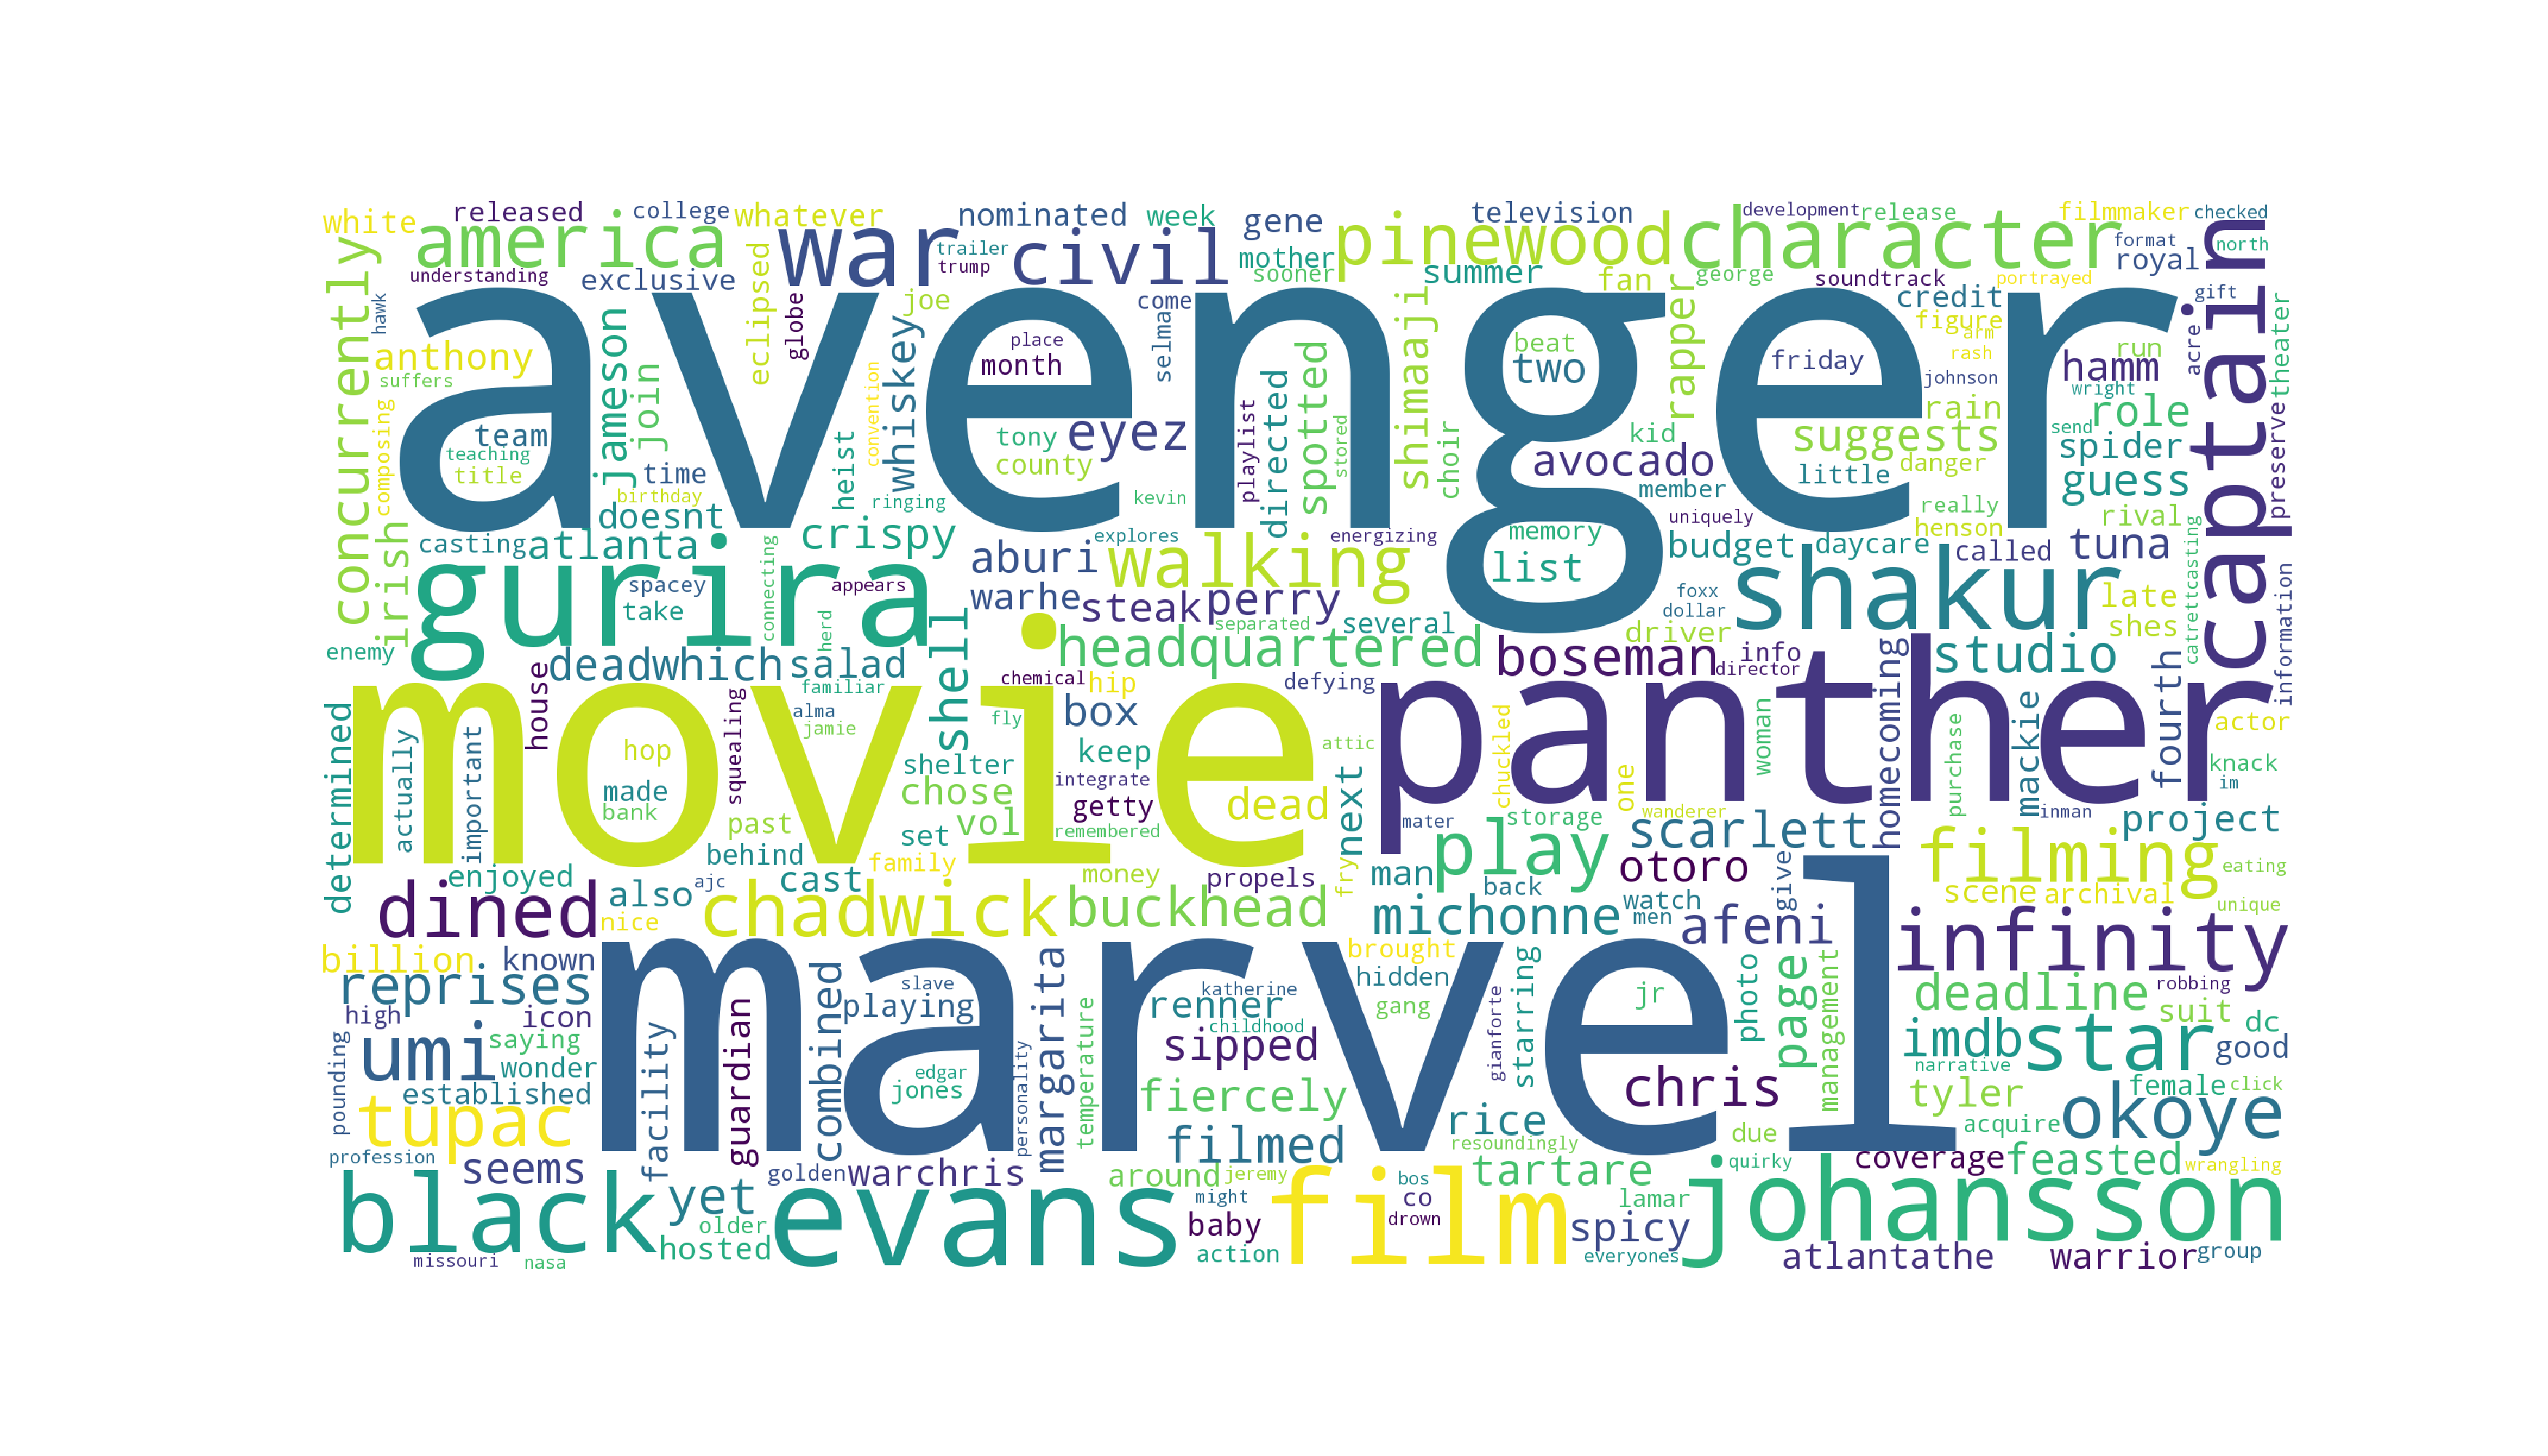 white released college whatever nominated week gene television development release filmmaker checked
america war civil pinewood character captain
concurrently understanding exclusive eclipsed trailer trump mother sooner summer fan george soundtrack portrayed format north royal
hawk joe globe come selma shimaaji rapper credit figure arm gift theater
avenger
anthony suffers jameson join whiskey place month directed spotted beat two friday rash johnson hamm run acre wright preserve
composing team teaching title time birthday heist convention ringing tony county eyez kevin playlist stored choir avocado kid member little rain suggests danger really role send spider guess
irish casting atlanta doesnt crispy aburi explores walking energizing memory list uniquely budget daycare henson called rival tuna catrettcasting information
gurira spacey take connecting herd appears warhe steak perry separated several foxx dollar driver shakur late shes
enemy deadwhich salad shell headquartered boseman info director studio homecoming fourth
movie panther
determined actually important house hop made bank squealing familiar alma jamie past behind chemical hip fly defying attic box keep integrate getty remembered shelter chose set vol dead next chuckled one woman wanderer purchase mackie inman actor knack im
mater storage scarlett project
enjoyed also ajc cast family money propels fry man play back otoro watch give filming eating
dined nice chadwick buckhead michonne men afeni scene archival unique infinity
billion known reprises high icon combined slave playing margarita katherine renner brought hidden gang starring jr photo page management deadline robbing suit dc
marvel
umi saying wonder established pounding facility guardian edgar jones personality temperature childhood sipped gianforte fiercely chris imdb star good narrative tyler female click
tupac profession seems golden warchris filmed around jeremy rice resoundingly tartare due quirky acquire okoye coverage feasted wrangling
black yet older hosted evans might baby action bos co drown film spicy lamar everyones johansson
missouri nasa atlantathe warrior group